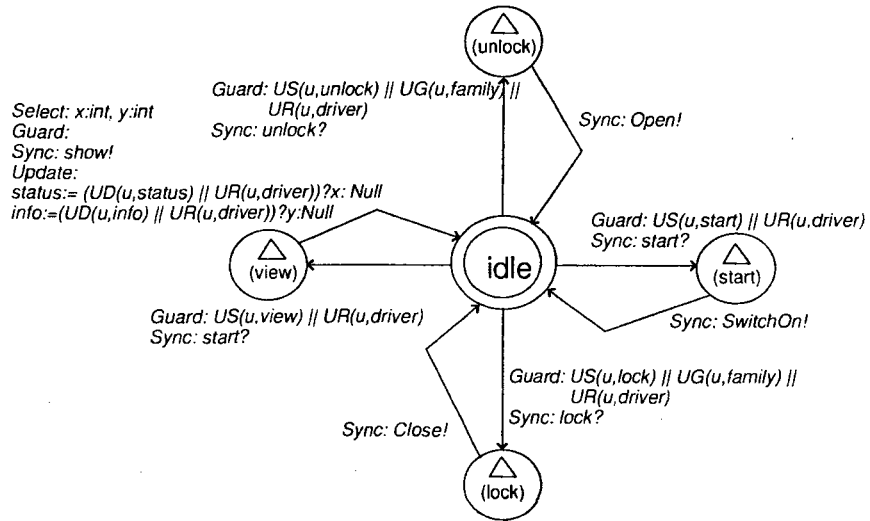 (unlock)
Guard: US(u,unlock) || UG(u,family) ||
UR(u,driver)
Sync: unlock?
Select: x:int, y:int
Guard:
Sync: show!
Update:
status:= (UD(u,status) || UR(u,driver))?x: Null
info:=(UD(u,info) || UR(u,driver))?y:Null
Sync: Open!
Guard: US(u,start) || UR(u,driver)
Sync: start?
(view)
idle
(start)
Guard: US(u,view) || UR(u,driver)
Sync: start?
Sync: SwitchOn!
Guard: US(u,lock) || UG(u,family) ||
UR(u,driver)
Sync: lock?
Sync: Close!
(lock)